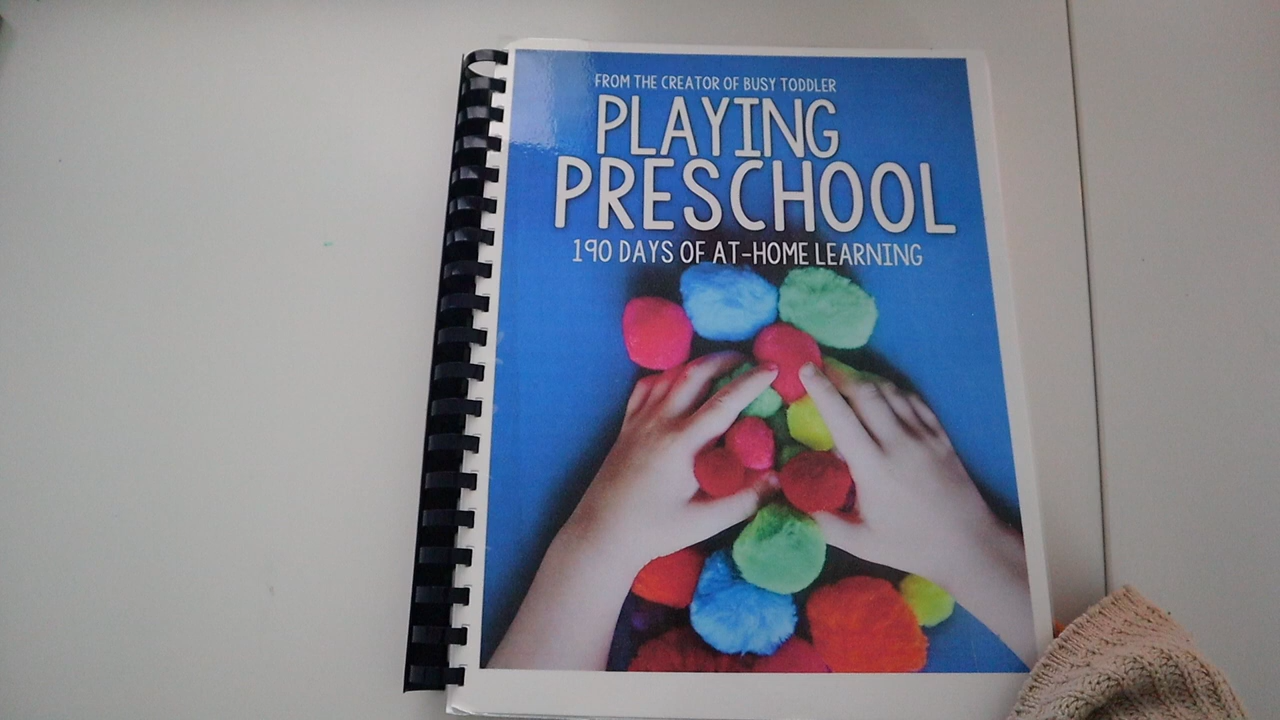 FROM THE CREATOR OF BUSY TODDLER
PLAYING
PRESCHOOL
190 DAYS OF AT-HOME LEARNING